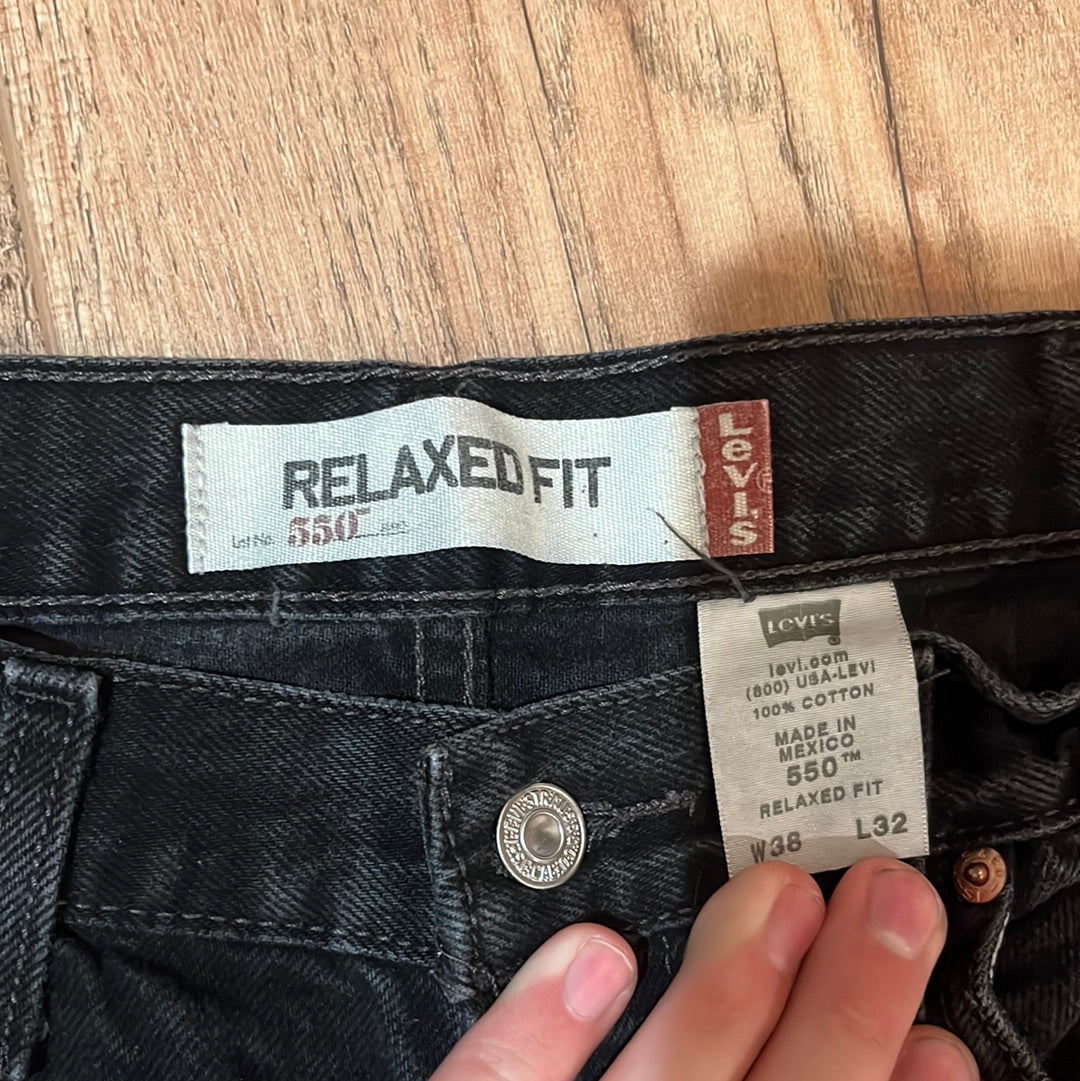 RELAXED FIT
Lot No. 550™
Levi's
®
LEVI'S
®
levi.com
(800) USA-LEVI
100% COTTON
MADE IN
MEXICO
550™
RELAXED FIT
W38 L32